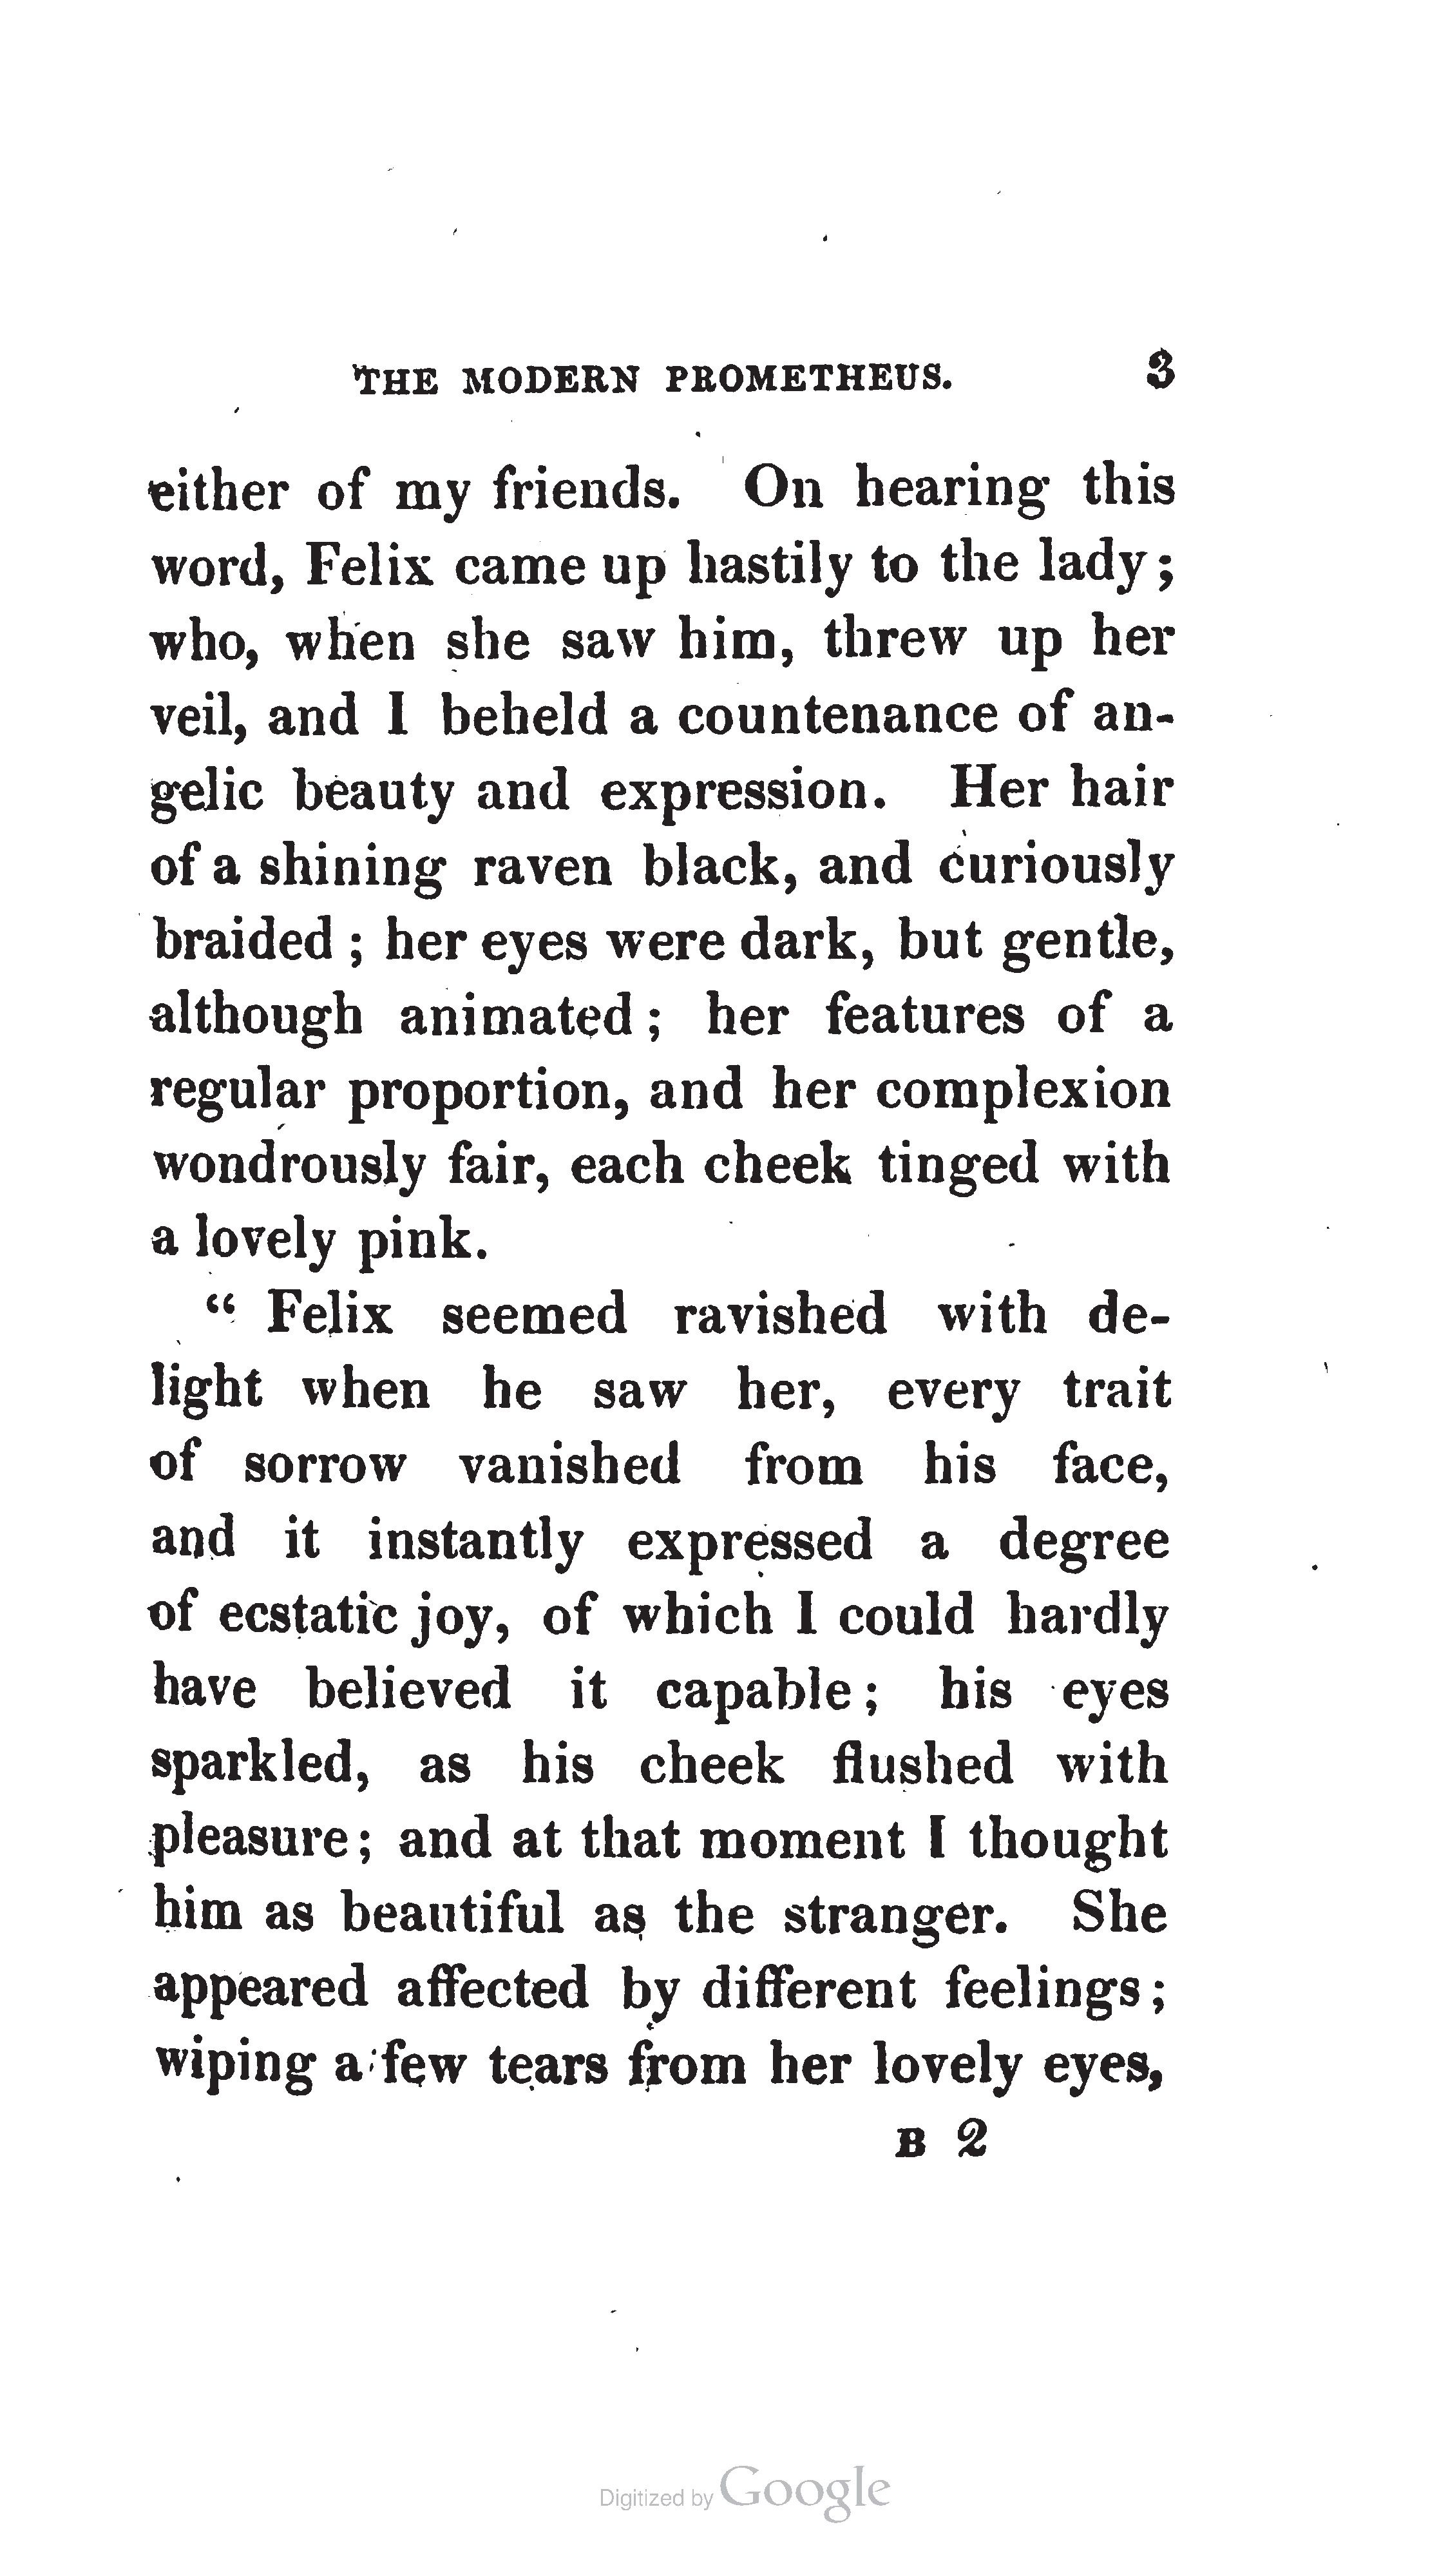 THE MODERN PROMETHEUS. 3
either of my friends. On hearing this
word, Felix came up hastily to the lady;
who, when she saw him, threw up her
veil, and I beheld a countenance of an-
gelic beauty and expression. Her hair
of a shining raven black, and curiously
braided; her eyes were dark, but gentle,
although animated; her features of a
regular proportion, and her complexion
wondrously fair, each cheek tinged with
a lovely pink.
“ Felix seemed ravished with de-
light when he saw her, every trait
of sorrow vanished from his face,
and it instantly expressed a degree
of ecstatic joy, of which I could hardly
have believed it capable; his eyes
sparkled, as his cheek flushed with
pleasure; and at that moment I thought
him as beautiful as the stranger. She
appeared affected by different feelings;
wiping a few tears from her lovely eyes,
B 2
Digitized by Google